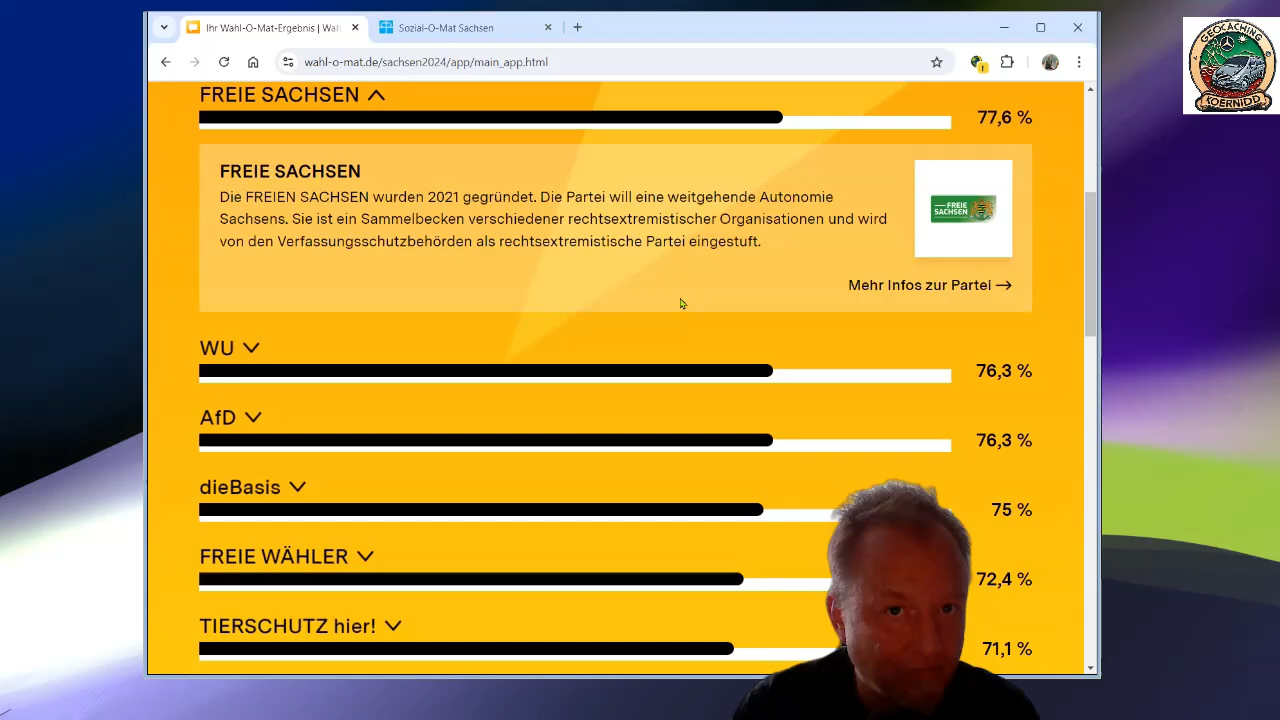 Ihr Wahl-O-Mat-Ergebnis | Wah
Sozial-O-Mat Sachsen
wahl-o-mat.de/sachsen2024/app/main_app.html
GEOCACHING
KOERNIDD
FREIE SACHSEN
77,6 %
FREIE SACHSEN
Die FREIEN SACHSEN wurden 2021 gegründet. Die Partei will eine weitgehende Autonomie
Sachsens. Sie ist ein Sammelbecken verschiedener rechtsextremistischer Organisationen und wird
von den Verfassungsschutzbehörden als rechtsextremistische Partei eingestuft.
FREIE
SACHSEN
Mehr Infos zur Partei →
WU
76,3 %
AfD
76,3 %
dieBasis
75 %
FREIE WÄHLER
72,4 %
TIERSCHUTZ hier!
71,1 %